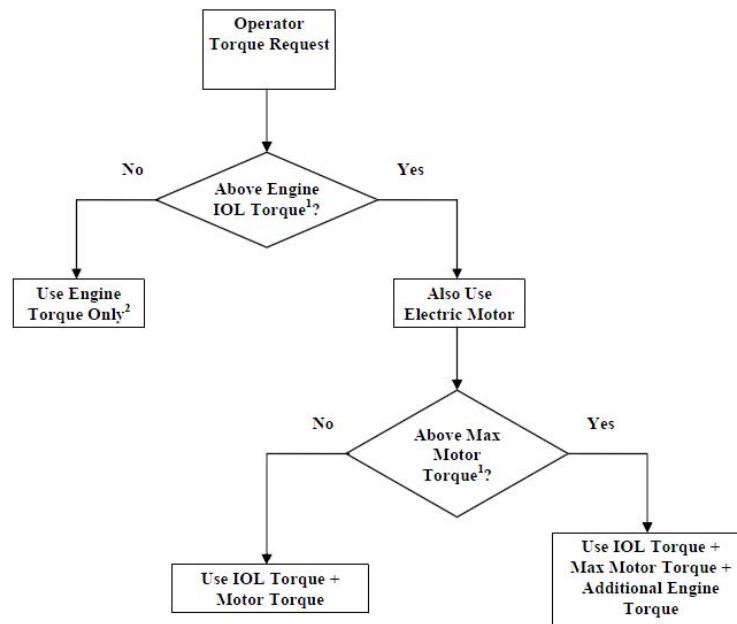 Operator
Torque Request
No
Yes
Above Engine
IOL Torque¹?
Use Engine
Torque Only²
Also Use
Electric Motor
No
Yes
Above Max
Motor
Torque¹?
Use IOL Torque +
Motor Torque
Use IOL Torque +
Max Motor Torque +
Additional Engine
Torque